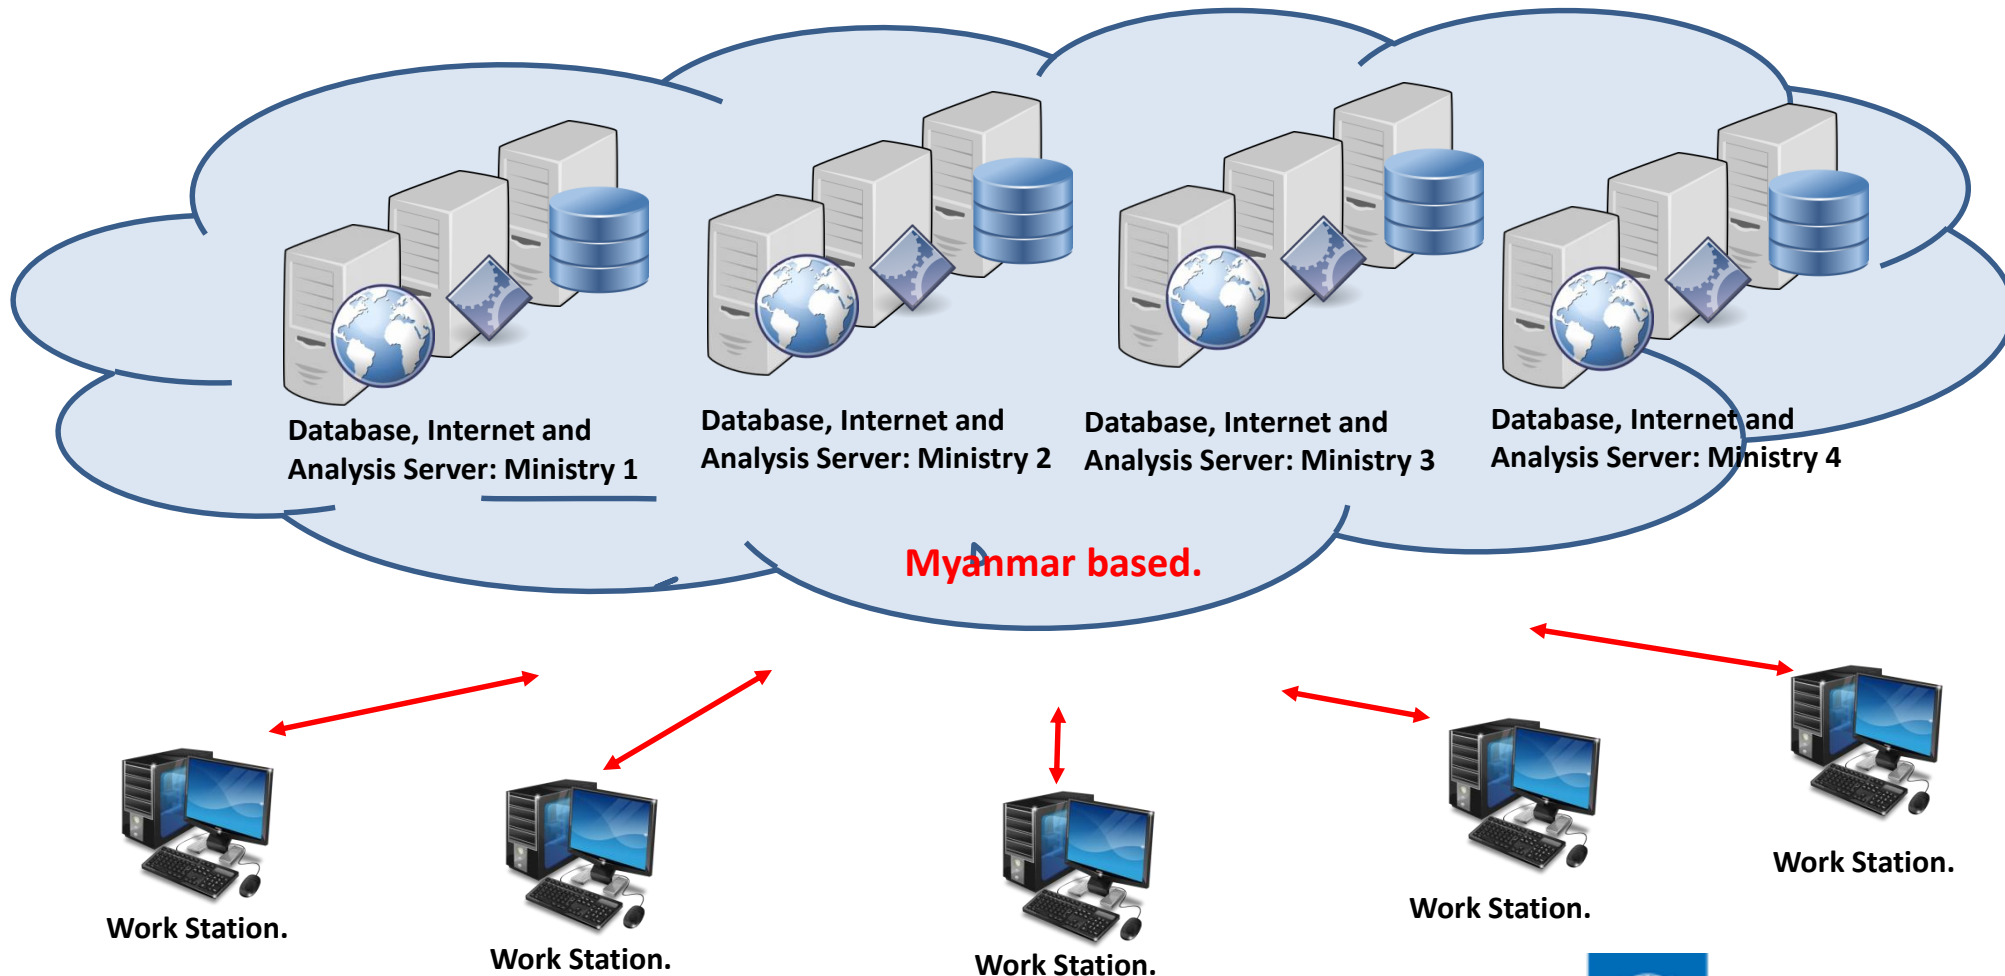 Database, Internet and
Analysis Server: Ministry 1
Database, Internet and
Analysis Server: Ministry 2
Database, Internet and
Analysis Server: Ministry 3
Database, Internet and
Analysis Server: Ministry 4
Myanmar based.
Work Station.
Work Station.
Work Station.
Work Station.
Work Station.